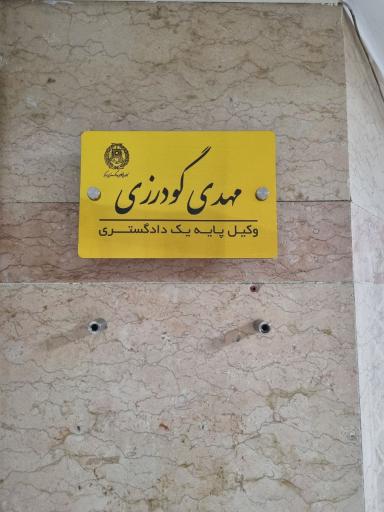 مهدی گودرزی
وکیل پایه یک دادگستری